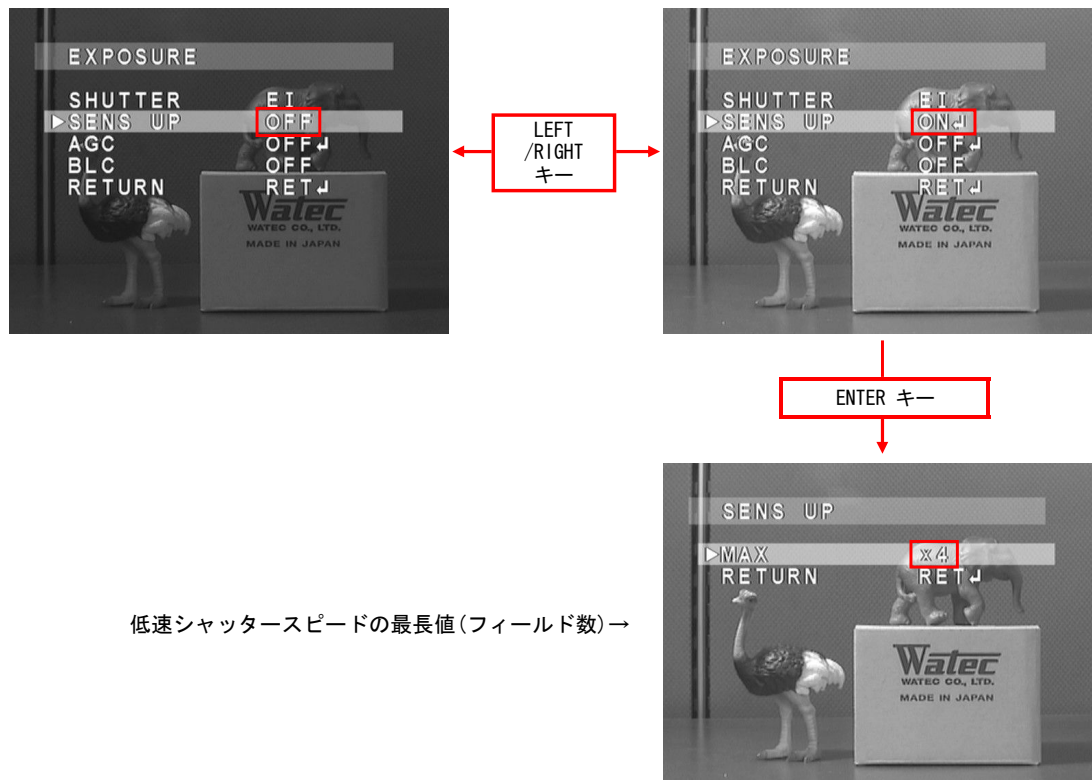 EXPOSURE
SHUTTER EI
▷SENS UP OFF
AGC OFF↲
BLC OFF
RETURN RET↲
Watec
WATEC CO., LTD.
MADE IN JAPAN
LEFT
/RIGHT
キー
EXPOSURE
SHUTTER EI
▷SENS UP ON↲
AGC OFF↲
BLC OFF
RETURN RET↲
Watec
WATEC CO., LTD.
MADE IN JAPAN
ENTER キー
SENS UP
▷MAX x4
RETURN RET↲
低速シャッタースピードの最長値(フィールド数)→
Watec
WATEC CO., LTD.
MADE IN JAPAN